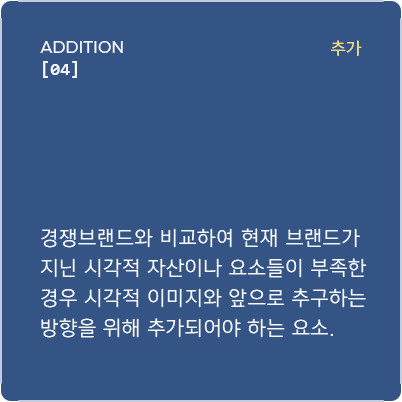 ADDITION 추가
[04]
경쟁브랜드와 비교하여 현재 브랜드가
지닌 시각적 자산이나 요소들이 부족한
경우 시각적 이미지와 앞으로 추구하는
방향을 위해 추가되어야 하는 요소.